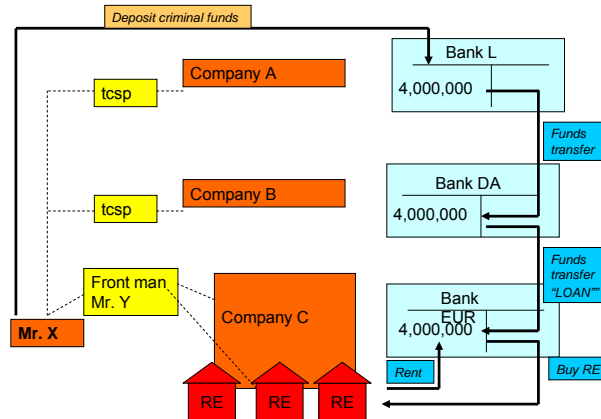 Deposit criminal funds
Bank L
Company A
4,000,000
tcsp
Funds
transfer
Bank DA
Company B
4,000,000
tcsp
Funds
transfer
“LOAN””
Front man
Mr. Y
Bank
EUR
Company C
4,000,000
Mr. X
Rent
Buy RE
RE
RE
RE